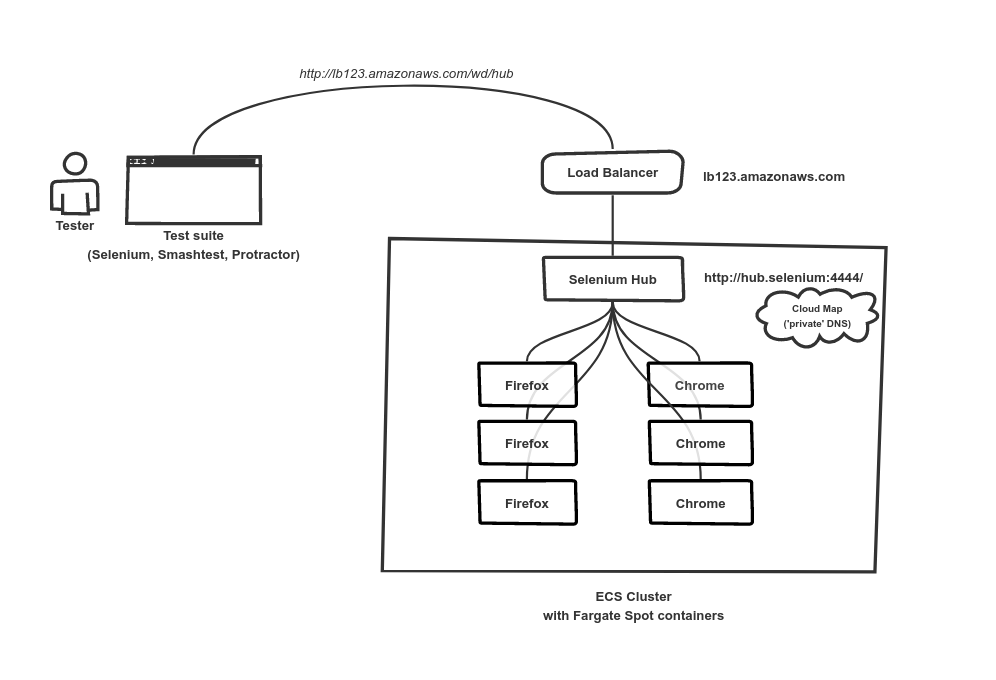 http://lb123.amazonaws.com/wd/hub
Load Balancer
lb123.amazonaws.com
Tester
Test suite
(Selenium, Smashtest, Protractor)
Selenium Hub
http://hub.selenium:4444/
Cloud Map
('private' DNS)
Firefox
Chrome
Firefox
Chrome
Firefox
Chrome
ECS Cluster
with Fargate Spot containers